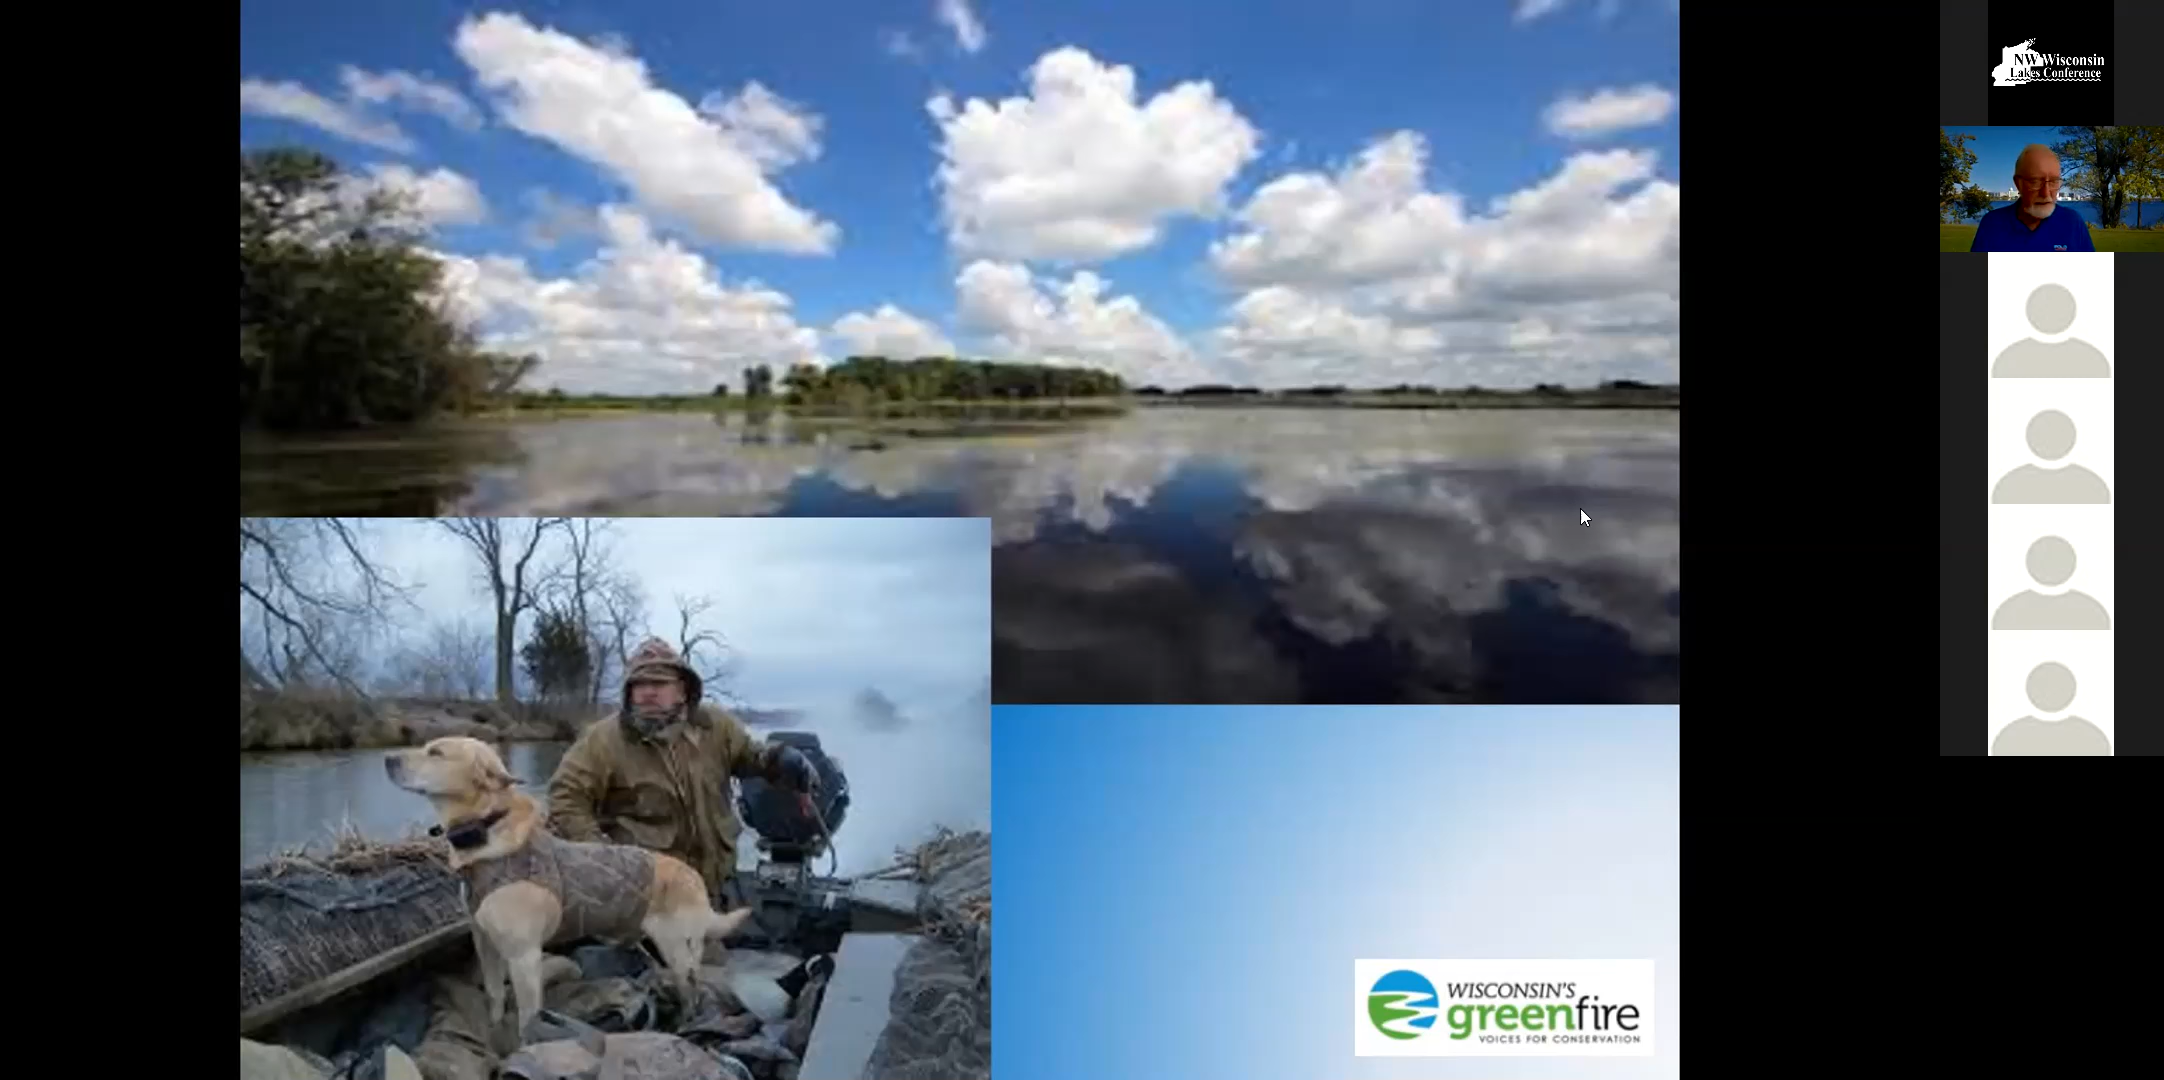 NW Wisconsin
Lakes Conference
WISCONSIN'S
greenfire
VOICES FOR CONSERVATION